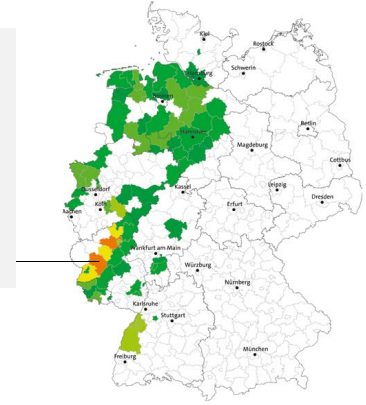 Kiel
Rostock
Hamburg
Schwerin
Bremen
Berlin
Hannover
Magdeburg
Cottbus
Düsseldorf
Kassel
Leipzig
Köln
Dresden
Aachen
Erfurt
Frankfurt am Main
Würzburg
Nürnberg
Karlsruhe
Stuttgart
Freiburg
München